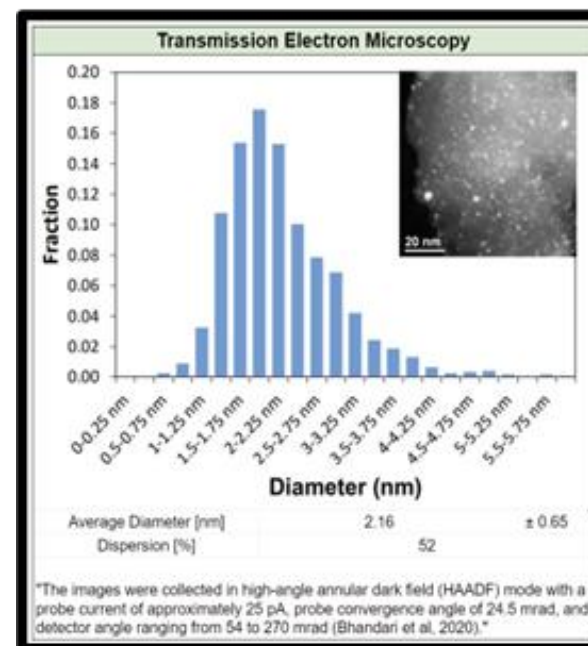 Transmission Electron Microscopy
0.20
0.18
0.16
0.14
0.12
0.10
0.08
0.06
0.04
0.02
0.00
Fraction
20 nm
0-0.25 nm
0.5-0.75 nm
1-1.25 nm
1.5-1.75 nm
2-2.25 nm
2.5-2.75 nm
3-3.25 nm
3.5-3.75 nm
4-4.25 nm
4.5-4.75 nm
5-5.25 nm
5.5-5.75 nm
Diameter (nm)
Average Diameter [nm] 2.16 ± 0.65
Dispersion [%] 52
"The images were collected in high-angle annular dark field (HAADF) mode with a
probe current of approximately 25 pA, probe convergence angle of 24.5 mrad, and
detector angle ranging from 54 to 270 mrad (Bhandari et al, 2020)."